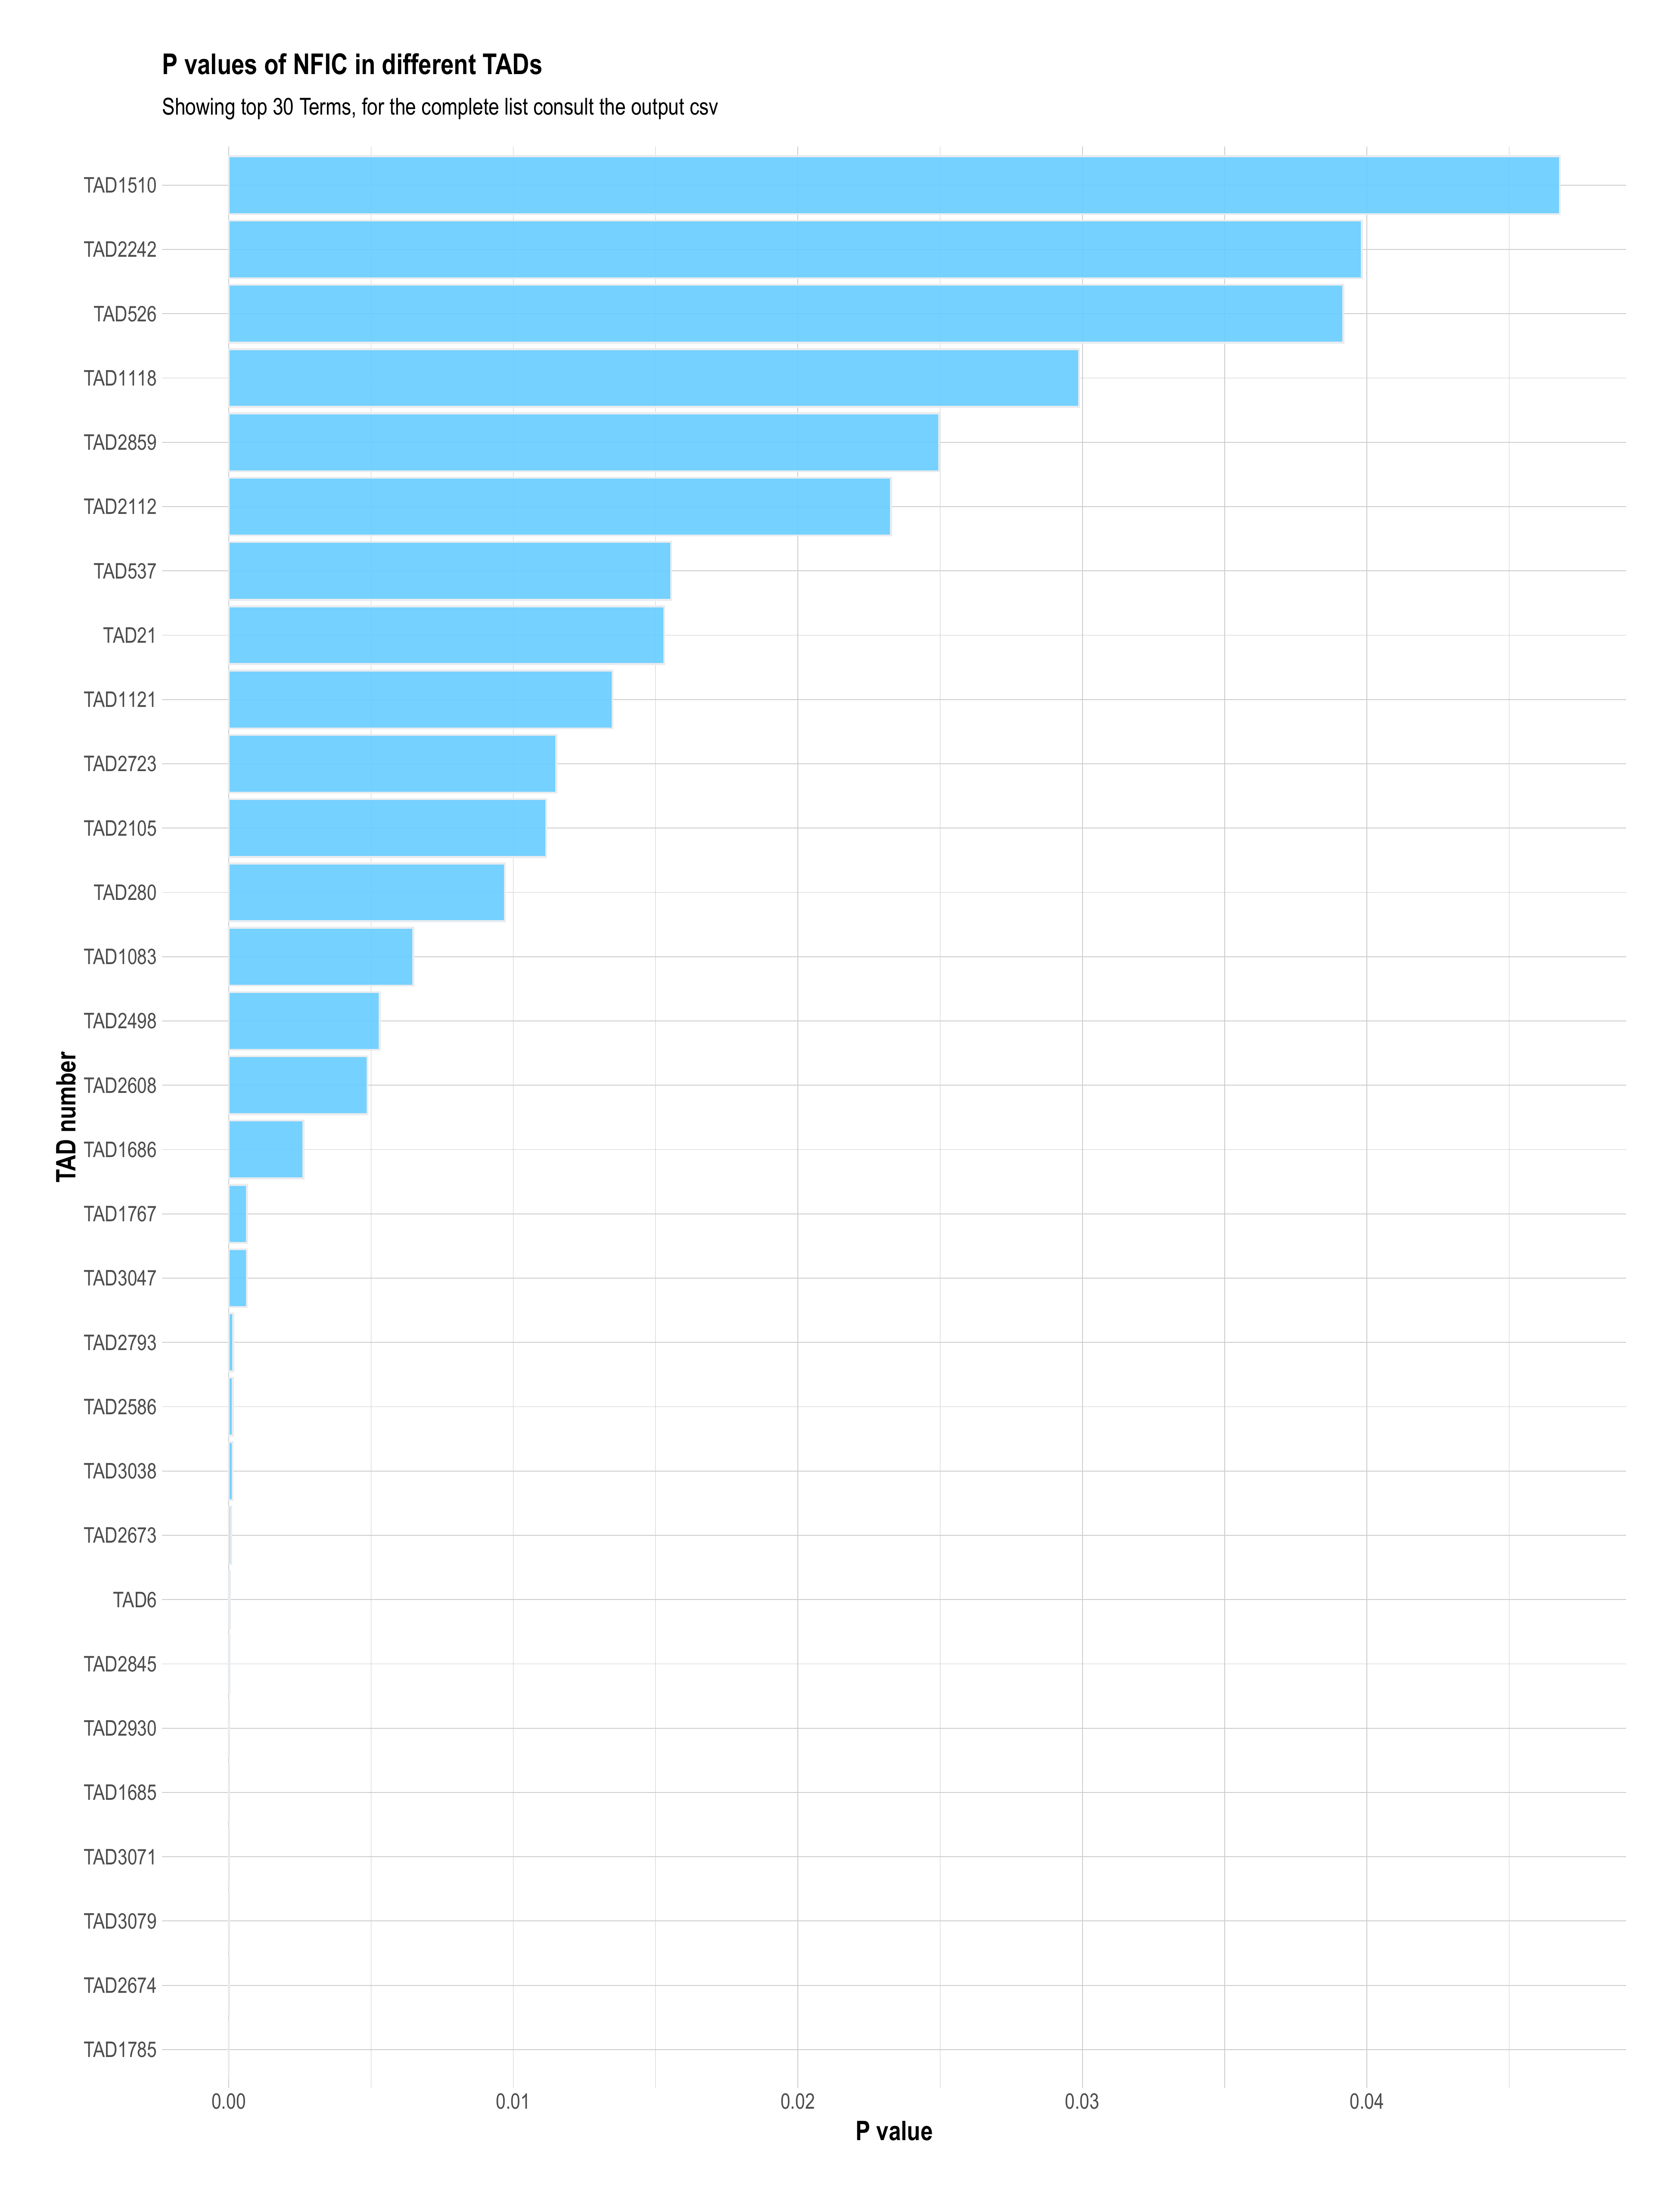 P values of NFIC in different TADs
Showing top 30 Terms, for the complete list consult the output csv
TAD1510
TAD2242
TAD526
TAD1118
TAD2859
TAD2112
TAD537
TAD21
TAD1121
TAD2723
TAD2105
TAD280
TAD1083
TAD2498
TAD2608
TAD1686
TAD1767
TAD3047
TAD2793
TAD2586
TAD3038
TAD2673
TAD6
TAD2845
TAD2930
TAD1685
TAD3071
TAD3079
TAD2674
TAD1785
TAD number
0.00 0.01 0.02 0.03 0.04
P value